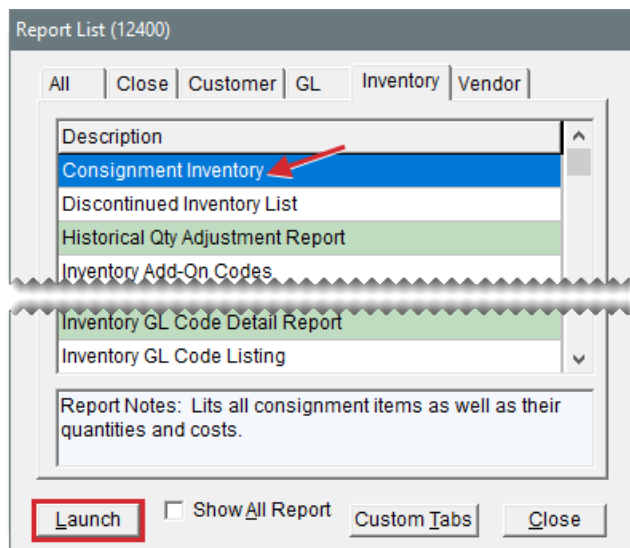 Report List (12400)
All Close Customer GL Inventory Vendor
Description
Consignment Inventory
Discontinued Inventory List
Historical Qty Adjustment Report
Inventory Add-On Codes
Inventory GL Code Detail Report
Inventory GL Code Listing
Report Notes: Lits all consignment items as well as their
quantities and costs.
Launch Show All Report Custom Tabs Close